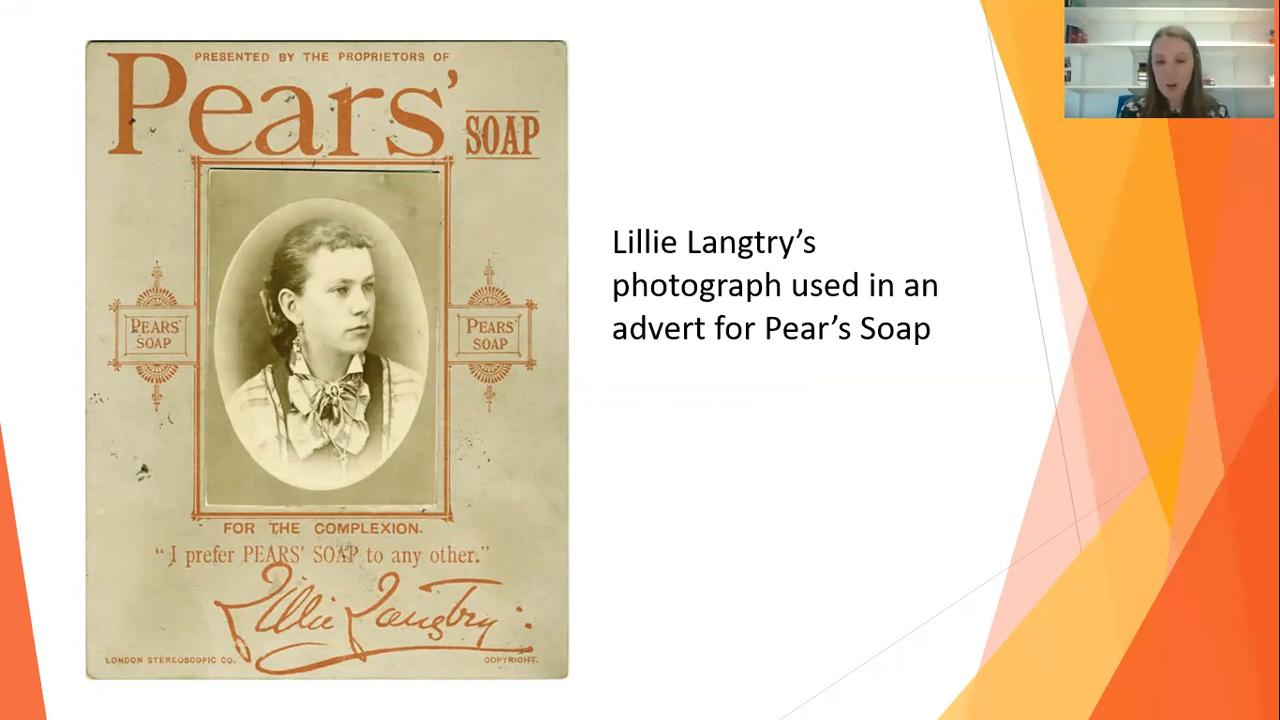 PRESENTED BY THE PROPRIETORS OF
Pears'
SOAP
PEARS'
SOAP
PEARS'
SOAP
FOR THE COMPLEXION.
“I prefer PEARS' SOAP to any other.”
Lillie Langtry
LONDON STEREOSCOPIC CO.
COPYRIGHT.
Lillie Langtry’s
photograph used in an
advert for Pear’s Soap